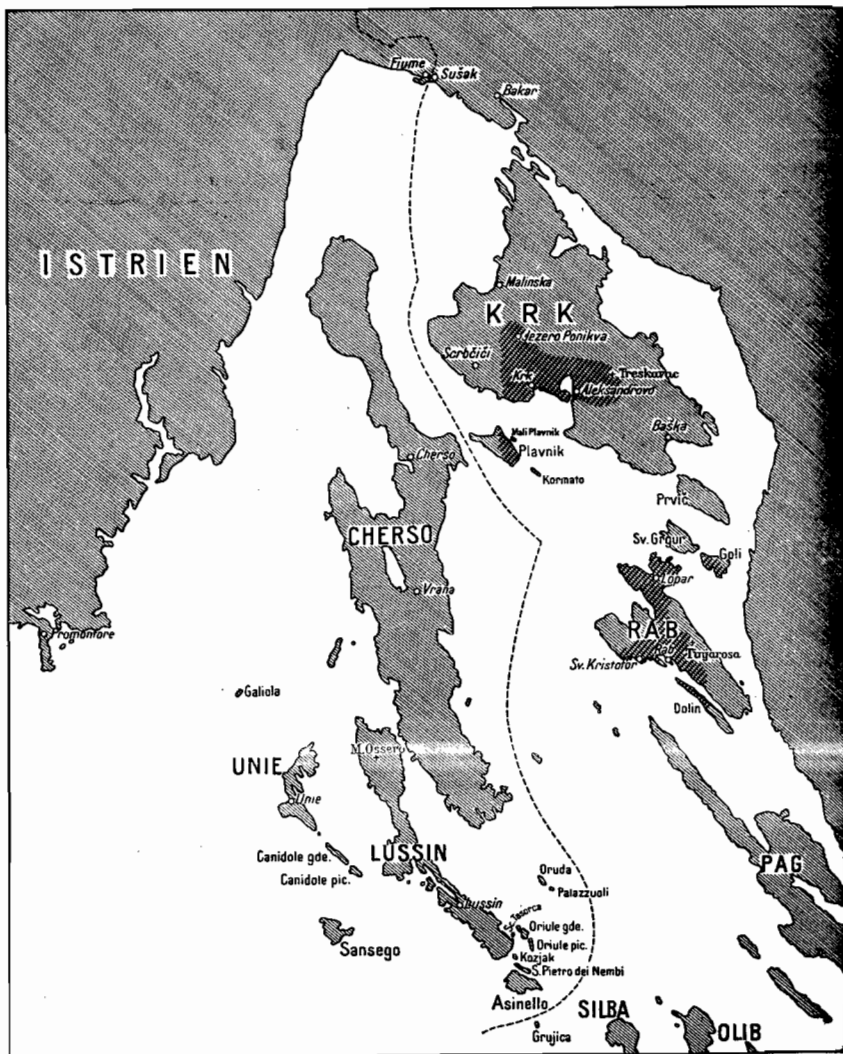 Fiume
Sušak
Bakar
ISTRIEN
Malinska
KRK
Jezero Ponikva
Scrbčići
Treskavac
Krk
Aleksandrovo
Baška
Mali Plavnik
Plavnik
Kormato
Cherso
Prvič
CHERSO
Sv. Grgur
Goli
Lopar
Vrana
RAB
Promontore
Rab
Sv. Kristofor
Galiola
Dolin
M. Ossero
UNIE
Unie
LUSSIN
PAG
Canidole gde.
Canidole pic.
Oruda
Palazzuoli
Lussin
Oriule gde.
Sansego
Oriule pic.
Kozjak
S. Pietro dei Nembi
Asinello
SILBA
Grujica
OLIB